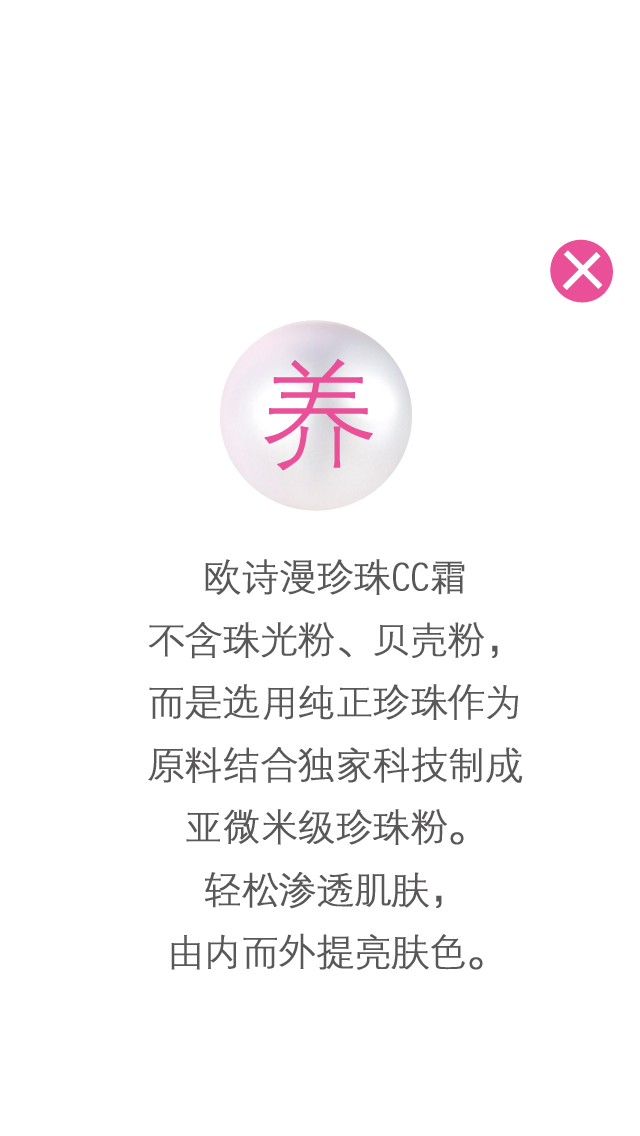 养
欧诗漫珍珠CC霜
不含珠光粉、贝壳粉，
而是选用纯正珍珠作为
原料结合独家科技制成
亚微米级珍珠粉。
轻松渗透肌肤，
由内而外提亮肤色。